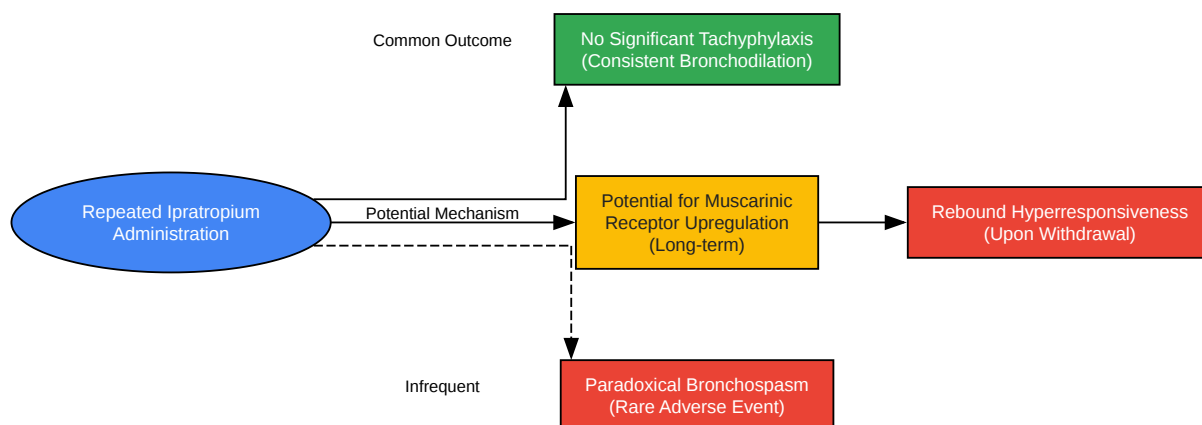 Common Outcome
No Significant Tachyphylaxis
(Consistent Bronchodilation)
Repeated Ipratropium
Administration
Potential Mechanism
Potential for Muscarinic
Receptor Upregulation
(Long-term)
Rebound Hyperresponsiveness
(Upon Withdrawal)
Infrequent
Paradoxical Bronchospasm
(Rare Adverse Event)